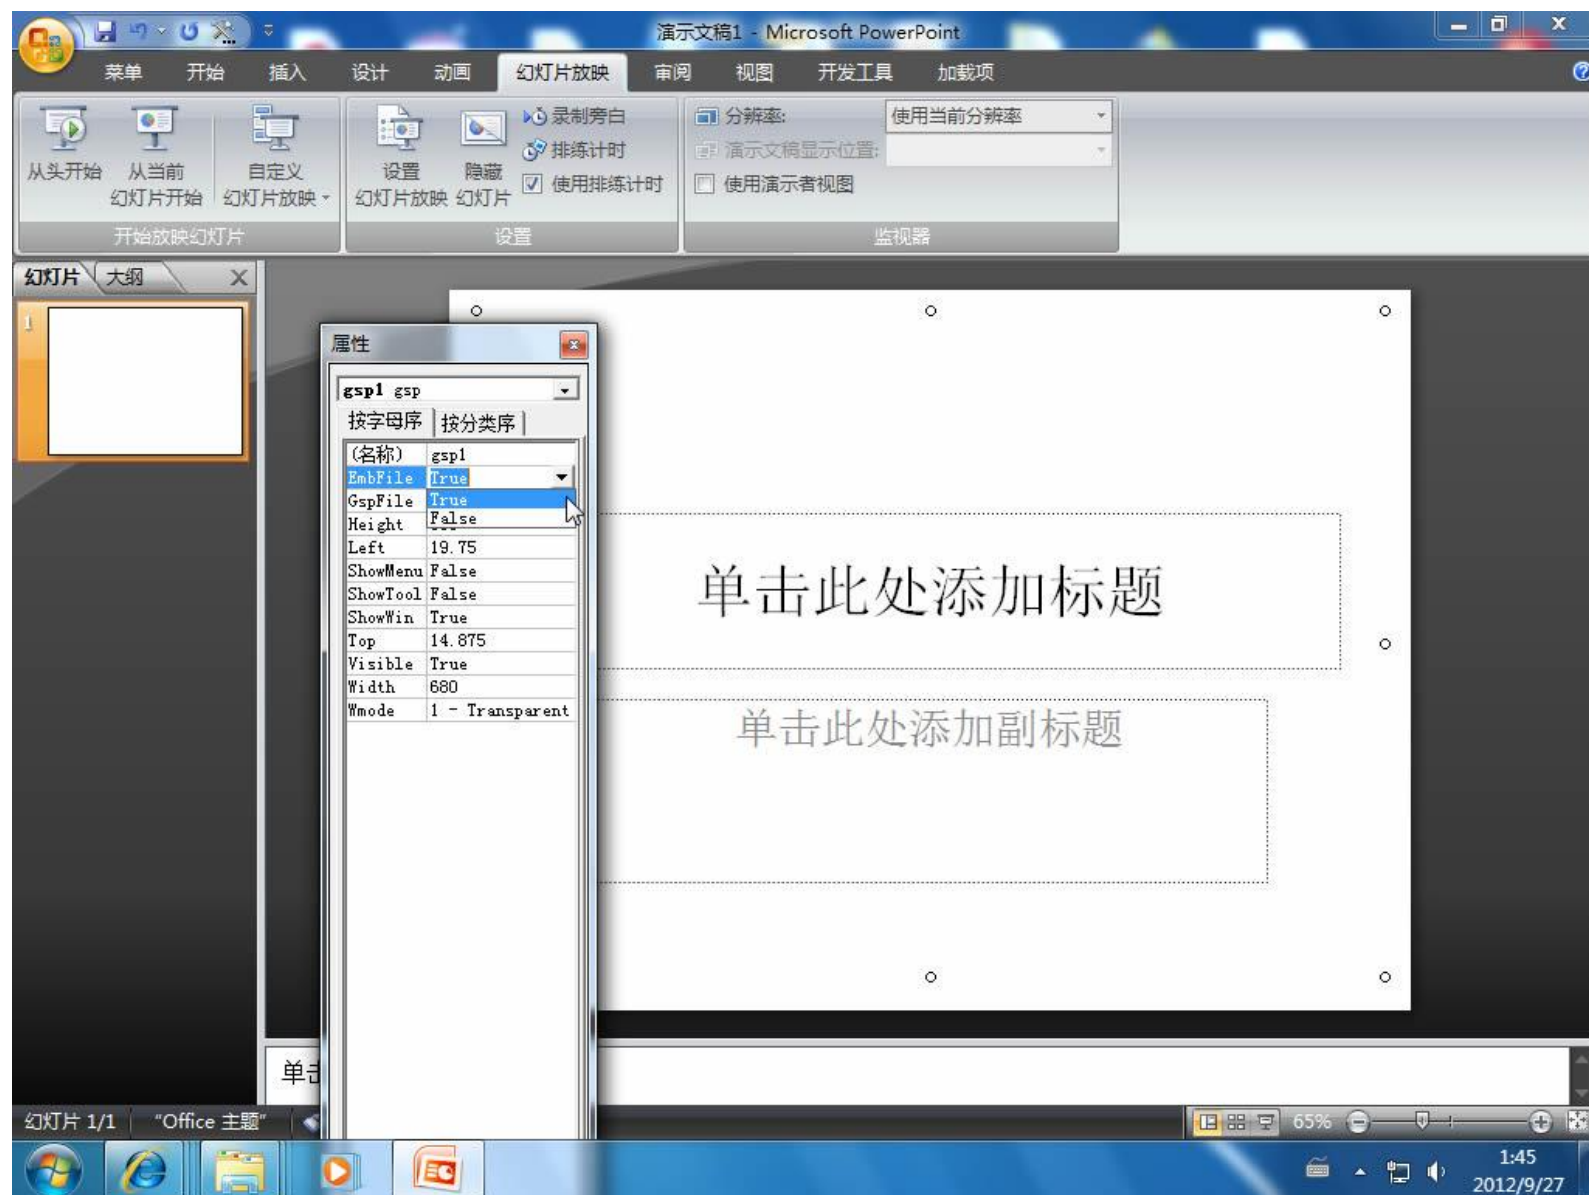 演示文稿1 - Microsoft PowerPoint
菜单 开始 插入 设计 动画 幻灯片放映 审阅 视图 开发工具 加载项
从头开始
从当前
幻灯片开始
自定义
幻灯片放映
开始放映幻灯片
设置
幻灯片放映
隐藏
幻灯片
录制旁白
排练计时
使用排练计时
设置
分辨率: 使用当前分辨率
演示文稿显示位置:
使用演示者视图
监视器
幻灯片 大纲
1
属性
gsp1 gsp
按字母序 按分类序
(名称) gsp1
EmbFile True
GspFile True
Height False
Left 19.75
ShowMenu False
ShowTool False
ShowWin True
Top 14.875
Visible True
Width 680
Wmode 1 - Transparent
单击此处添加标题
单击此处添加副标题
单击
幻灯片 1/1 "Office 主题" 65%
1:45
2012/9/27